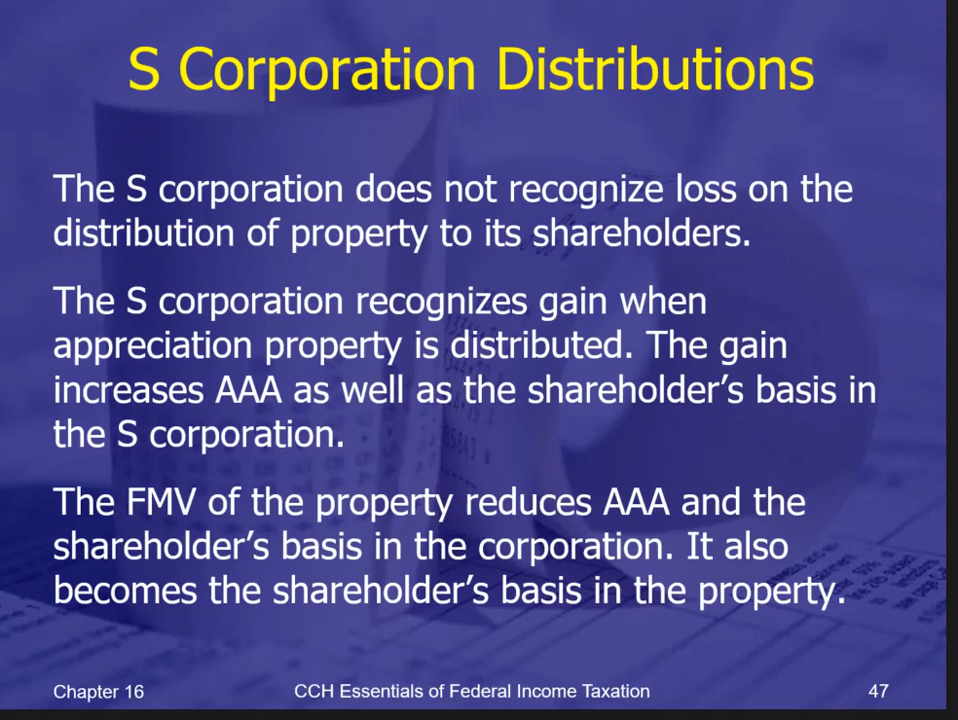 S Corporation Distributions
The S corporation does not recognize loss on the
distribution of property to its shareholders.
The S corporation recognizes gain when
appreciation property is distributed. The gain
increases AAA as well as the shareholder’s basis in
the S corporation.
The FMV of the property reduces AAA and the
shareholder’s basis in the corporation. It also
becomes the shareholder’s basis in the property.
Chapter 16
CCH Essentials of Federal Income Taxation
47